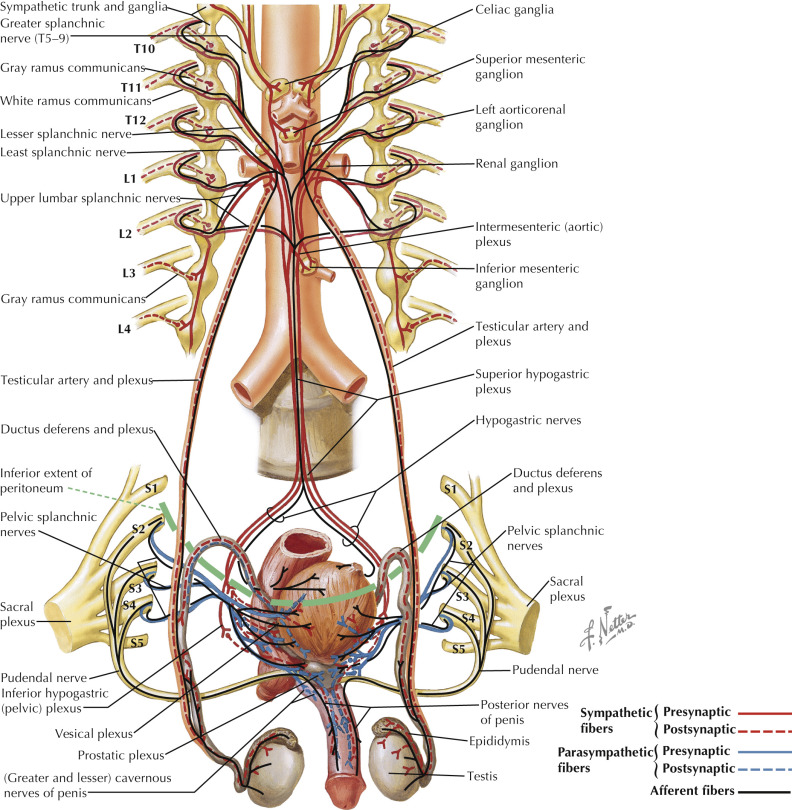 Sympathetic trunk and ganglia
Greater splanchnic
nerve (T5–9)
T10
Gray ramus communicans
T11
White ramus communicans
T12
Lesser splanchnic nerve
Least splanchnic nerve
L1
Upper lumbar splanchnic nerves
L2
L3
Gray ramus communicans
L4
Testicular artery and plexus
Ductus deferens and plexus
Inferior extent of
peritoneum
S1
Pelvic splanchnic
nerves
S2
S3
S4
Sacral
plexus
S5
Pudendal nerve
Inferior hypogastric
(pelvic) plexus
Vesical plexus
Prostatic plexus
(Greater and lesser) cavernous
nerves of penis
Celiac ganglia
Superior mesenteric
ganglion
Left aorticorenal
ganglion
Renal ganglion
Intermesenteric (aortic)
plexus
Inferior mesenteric
ganglion
Testicular artery and
plexus
Superior hypogastric
plexus
Hypogastric nerves
Ductus deferens
and plexus
S1
Pelvic splanchnic
nerves
S2
S3
Sacral
plexus
S4
S5
Pudendal nerve
Posterior nerves
of penis
Epididymis
Testis
F. Netter
M.D.
Sympathetic
fibers
Presynaptic
Postsynaptic
Parasympathetic
fibers
Presynaptic
Postsynaptic
Afferent fibers